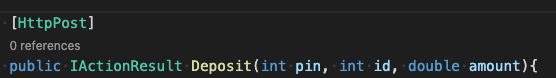 [HttpPost]
0 references
public IActionResult Deposit(int pin, int id, double amount){